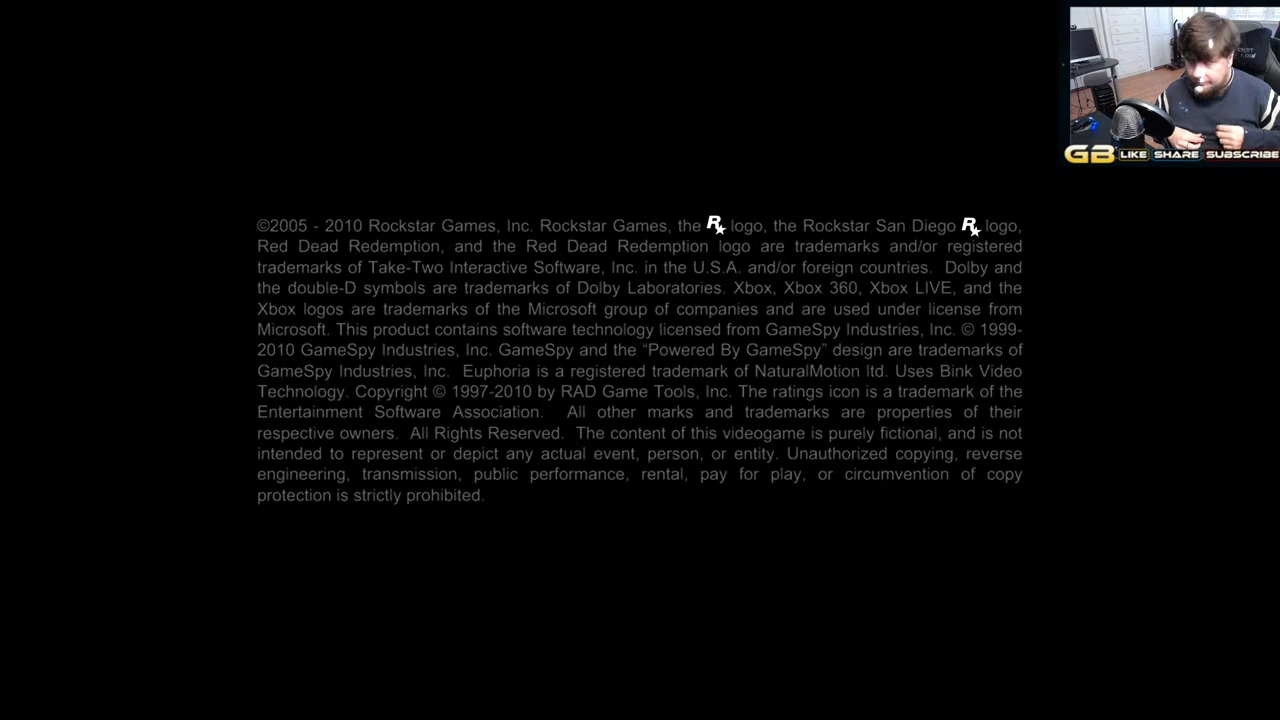 GB LIKE SHARE SUBSCRIBE
©2005 - 2010 Rockstar Games, Inc. Rockstar Games, the R logo, the Rockstar San Diego R logo,
Red Dead Redemption, and the Red Dead Redemption logo are trademarks and/or registered
trademarks of Take-Two Interactive Software, Inc. in the U.S.A. and/or foreign countries. Dolby and
the double-D symbols are trademarks of Dolby Laboratories. Xbox, Xbox 360, Xbox LIVE, and the
Xbox logos are trademarks of the Microsoft group of companies and are used under license from
Microsoft. This product contains software technology licensed from GameSpy Industries, Inc. © 1999-
2010 GameSpy Industries, Inc. GameSpy and the “Powered By GameSpy” design are trademarks of
GameSpy Industries, Inc. Euphoria is a registered trademark of NaturalMotion ltd. Uses Bink Video
Technology. Copyright © 1997-2010 by RAD Game Tools, Inc. The ratings icon is a trademark of the
Entertainment Software Association. All other marks and trademarks are properties of their
respective owners. All Rights Reserved. The content of this videogame is purely fictional, and is not
intended to represent or depict any actual event, person, or entity. Unauthorized copying, reverse
engineering, transmission, public performance, rental, pay for play, or circumvention of copy
protection is strictly prohibited.